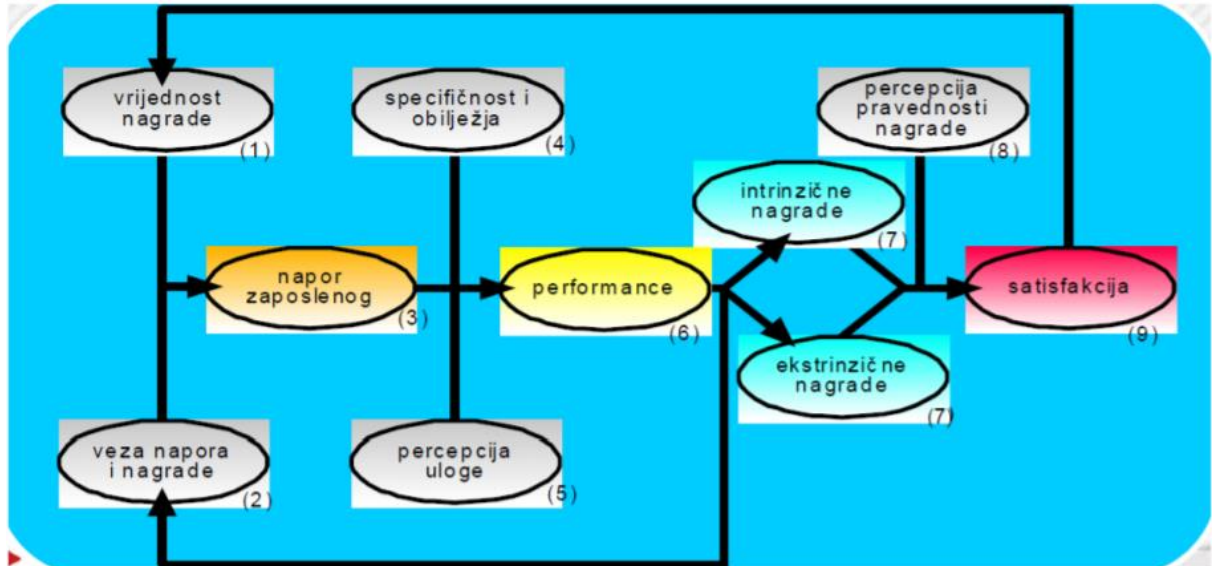 vrijednost
nagrade
(1)
specifičnost i
obilježja
(4)
percepcija
pravednosti
nagrade
(8)
intrinzične
nagrade
(7)
napor
zaposlenog
(3)
performance
(6)
satisfakcija
(9)
ekstrinzične
nagrade
(7)
veza napora
i nagrade
(2)
percepcija
uloge
(5)